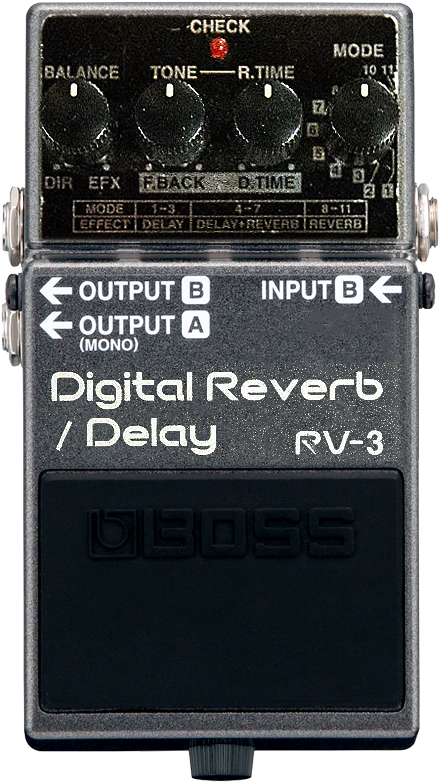 CHECK
MODE
BALANCE TONE R.TIME
10 11
7
6
5
4 3 2 1
DIR EFX F.BACK D.TIME
MODE 1-3 4-7 8-11
EFFECT DELAY DELAY+REVERB REVERB
OUTPUT B INPUT B
OUTPUT A
(MONO)
Digital Reverb
/ Delay RV-3
BOSS